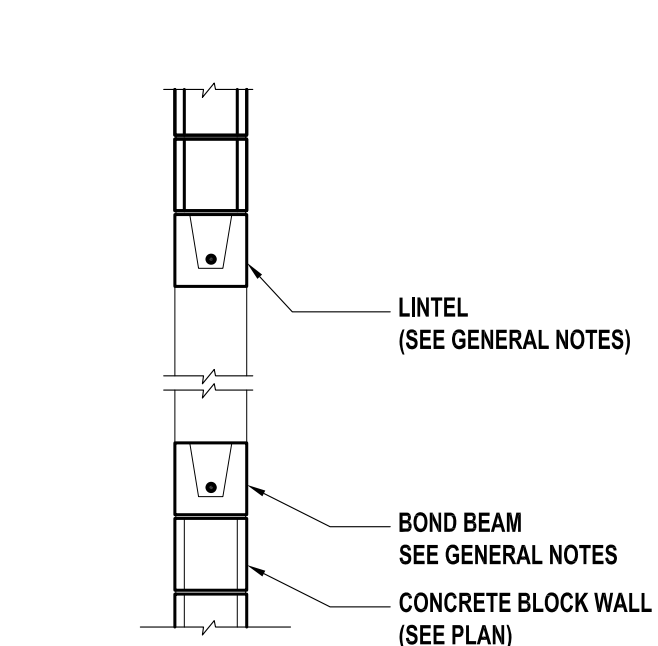 LINTEL
(SEE GENERAL NOTES)
BOND BEAM
SEE GENERAL NOTES
CONCRETE BLOCK WALL
(SEE PLAN)